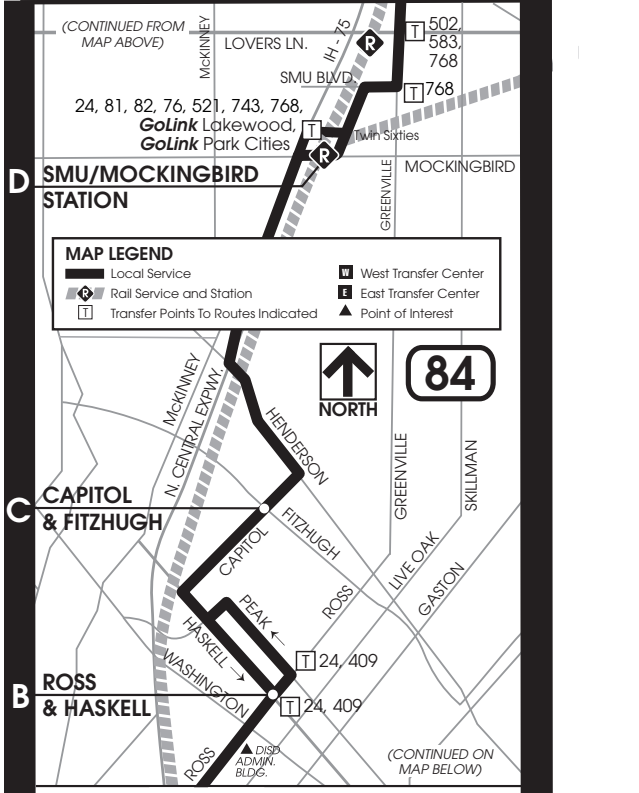 (CONTINUED FROM
MAP ABOVE)
McKINNEY
LOVERS LN.
IH - 75
R
T 502,
583,
768
SMU BLVD.
T 768
24, 81, 82, 76, 521, 743, 768,
GoLink Lakewood, T
GoLink Park Cities
Twin Sixties
R
MOCKINGBIRD
GREENVILLE
D SMU/MOCKINGBIRD
STATION
MAP LEGEND
Local Service
R Rail Service and Station
T Transfer Points To Routes Indicated
W West Transfer Center
E East Transfer Center
Point of Interest
NORTH
84
McKINNEY
N. CENTRAL EXPWY.
HENDERSON
GREENVILLE
SKILLMAN
C CAPITOL
& FITZHUGH
CAPITOL
FITZHUGH
ROSS
LIVE OAK
GASTON
PEAK
HASKELL
WASHINGTON
T 24, 409
B ROSS
& HASKELL
T 24, 409
ROSS
DISD
ADMIN.
BLDG.
(CONTINUED ON
MAP BELOW)